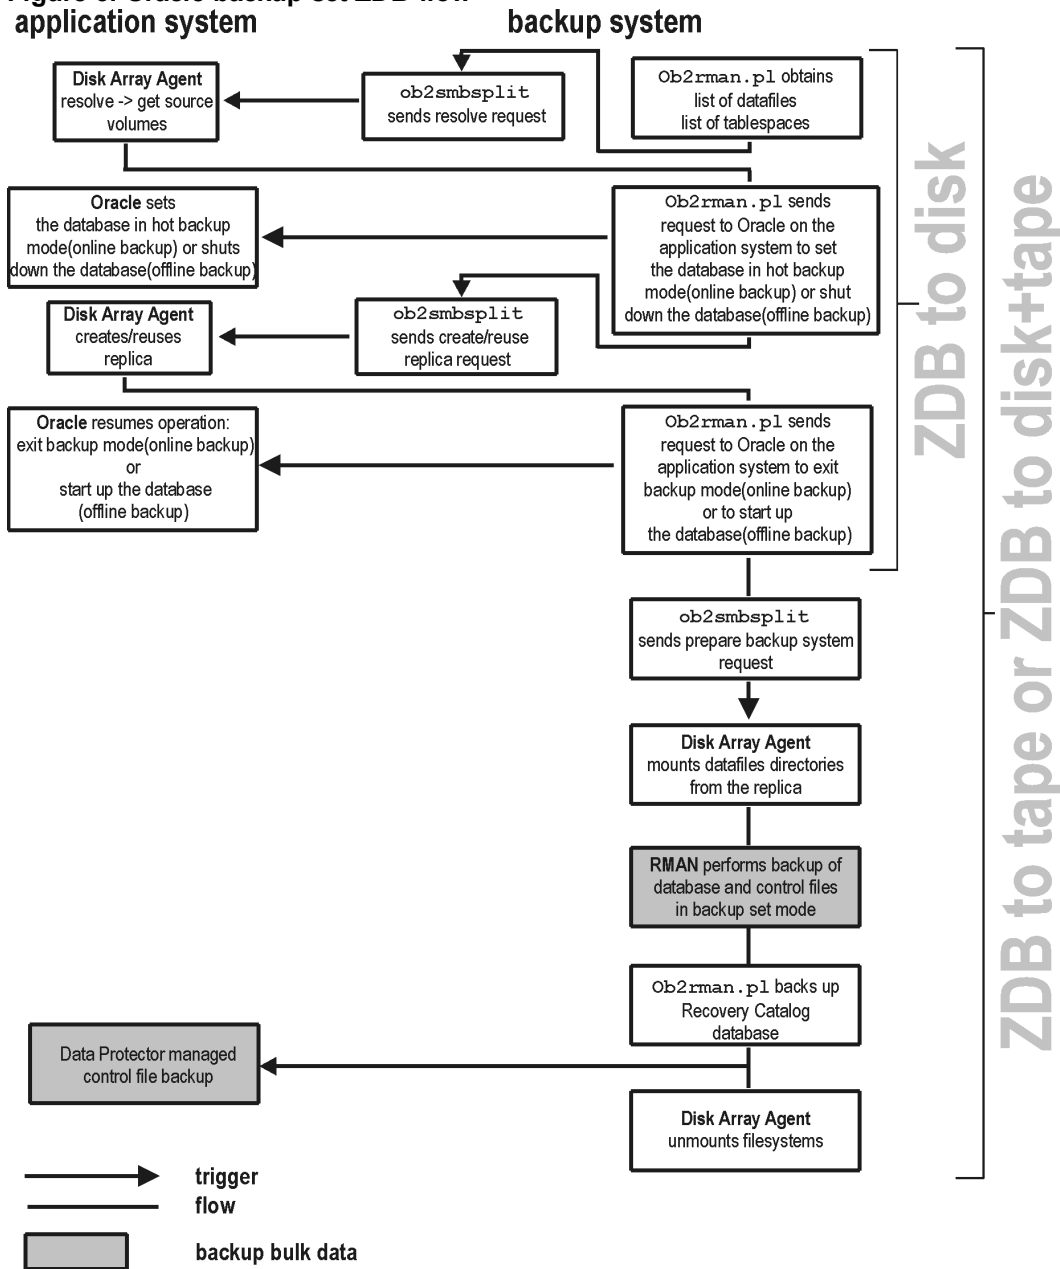 Figure 6. Oracle backup set ZDB flow
application system
backup system
Disk Array Agent
resolve -> get source
volumes
ob2smbsplit
sends resolve request
Ob2rman.pl obtains
list of datafiles
list of tablespaces
Oracle sets
the database in hot backup
mode(online backup) or shuts
down the database(offline backup)
Ob2rman.pl sends
request to Oracle on the
application system to set
the database in hot backup
mode(online backup) or shut
down the database(offline backup)
Disk Array Agent
creates/reuses
replica
ob2smbsplit
sends create/reuse
replica request
Oracle resumes operation:
exit backup mode(online backup)
or
start up the database
(offline backup)
Ob2rman.pl sends
request to Oracle on the
application system to exit
backup mode(online backup)
or to start up
the database(offline backup)
ob2smbsplit
sends prepare backup system
request
Disk Array Agent
mounts datafiles directories
from the replica
RMAN performs backup of
database and control files
in backup set mode
Ob2rman.pl backs up
Recovery Catalog
database
Data Protector managed
control file backup
Disk Array Agent
unmounts filesystems
ZDB to disk
ZDB to tape or ZDB to disk+tape
trigger
flow
backup bulk data